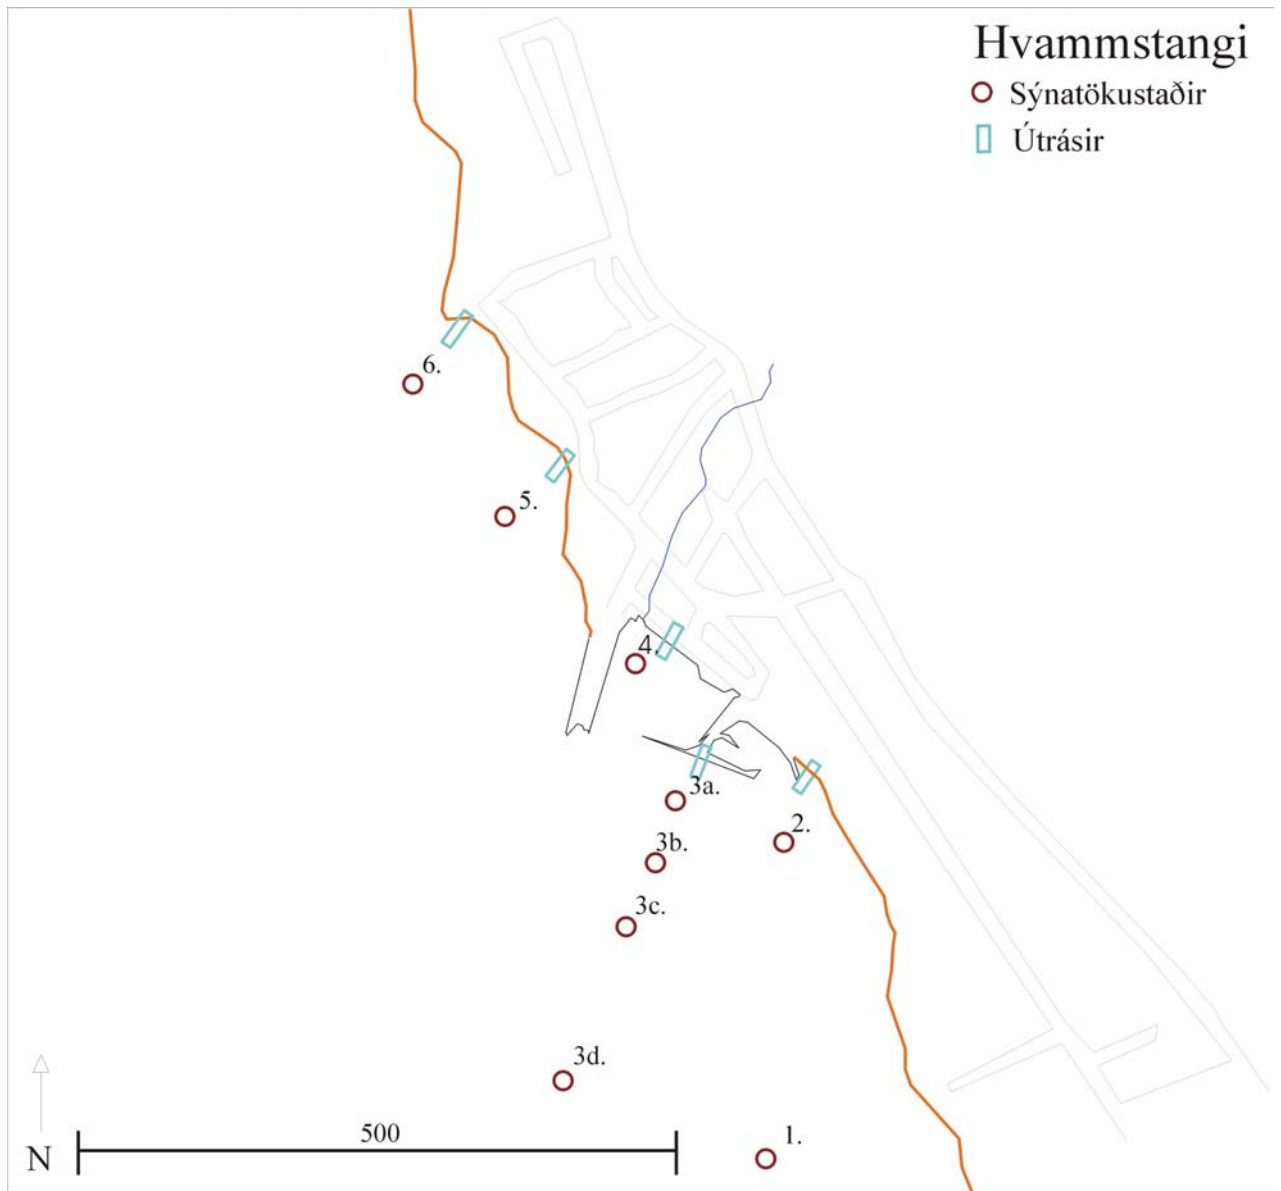 Hvammstangi
Sýnatökustaðir
Útrásir
6.
5.
4.
3a.
2.
3b.
3c.
3d.
500
1.
N